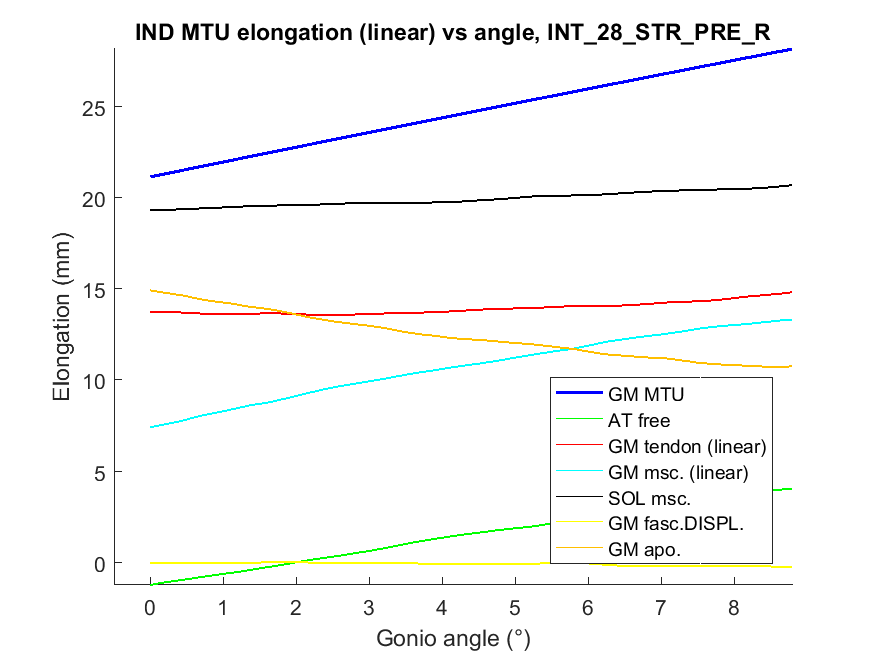 IND MTU elongation (linear) vs angle, INT_28_STR_PRE_R
Elongation (mm)
25
20
15
10
5
0
GM MTU
AT free
GM tendon (linear)
GM msc. (linear)
SOL msc.
GM fasc.DISPL.
GM apo.
0 1 2 3 4 5 6 7 8
Gonio angle (°)